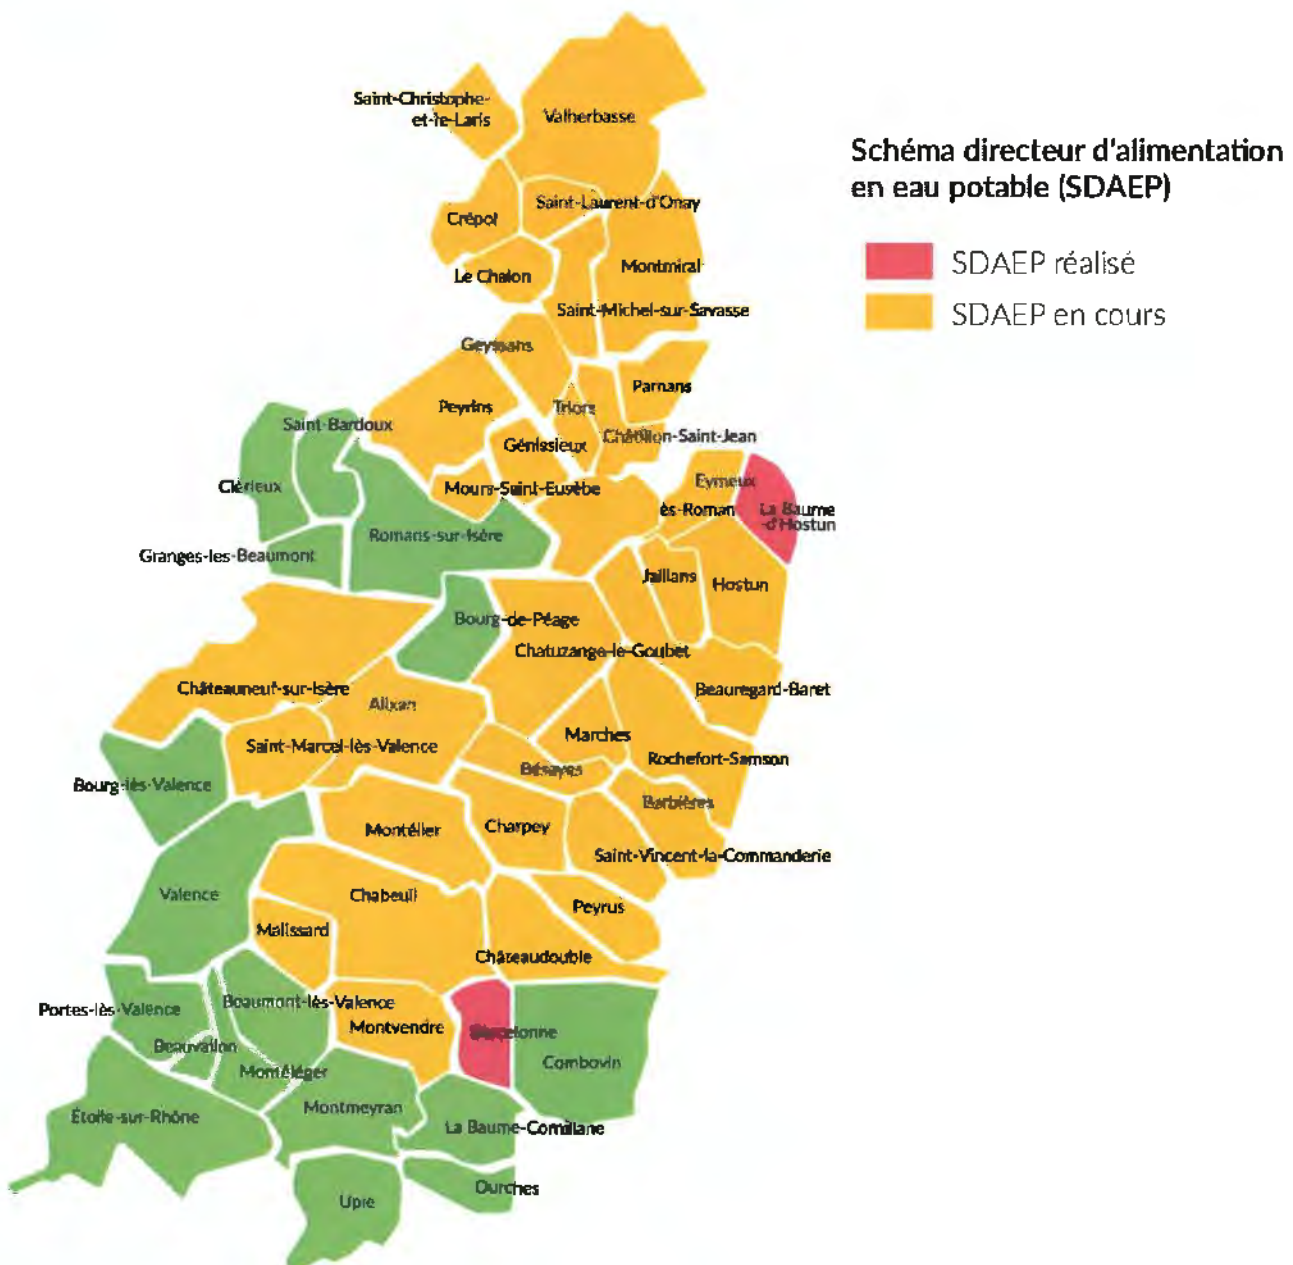 Saint-Christophe-
et-le-Laris
Valherbasse
Schéma directeur d'alimentation
en eau potable (SDAEP)
SDAEP réalisé
SDAEP en cours
Saint-Laurent-d'Onay
Crépol
Le Chalon
Montmiral
Saint-Michel-sur-Savasse
Geyssans
Parnans
Peyrins
Triors
Saint-Bardoux
Châtillon-Saint-Jean
Génissieux
Clérieux
Mours-Saint-Eusèbe
Eymeux
ès-Roman
La Baume
-d'Hostun
Romans-sur-Isère
Granges-les-Beaumont
Jaillans
Hostun
Bourg-de-Péage
Chatuzange-le-Goubet
Châteauneuf-sur-Isère
Alixan
Beauregard-Baret
Marches
Saint-Marcel-lès-Valence
Rochefort-Samson
Bésayes
Bourg-lès-Valence
Barbières
Montélier
Charpey
Saint-Vincent-la-Commanderie
Valence
Chabeuil
Peyrus
Malissard
Châteaudouble
Portes-lès-Valence
Beaumont-lès-Valence
Montvendre
Barcelonne
Beauvallon
Combovin
Montéléger
Étoile-sur-Rhône
Montmeyran
La Baume-Cornillane
Ourches
Upie